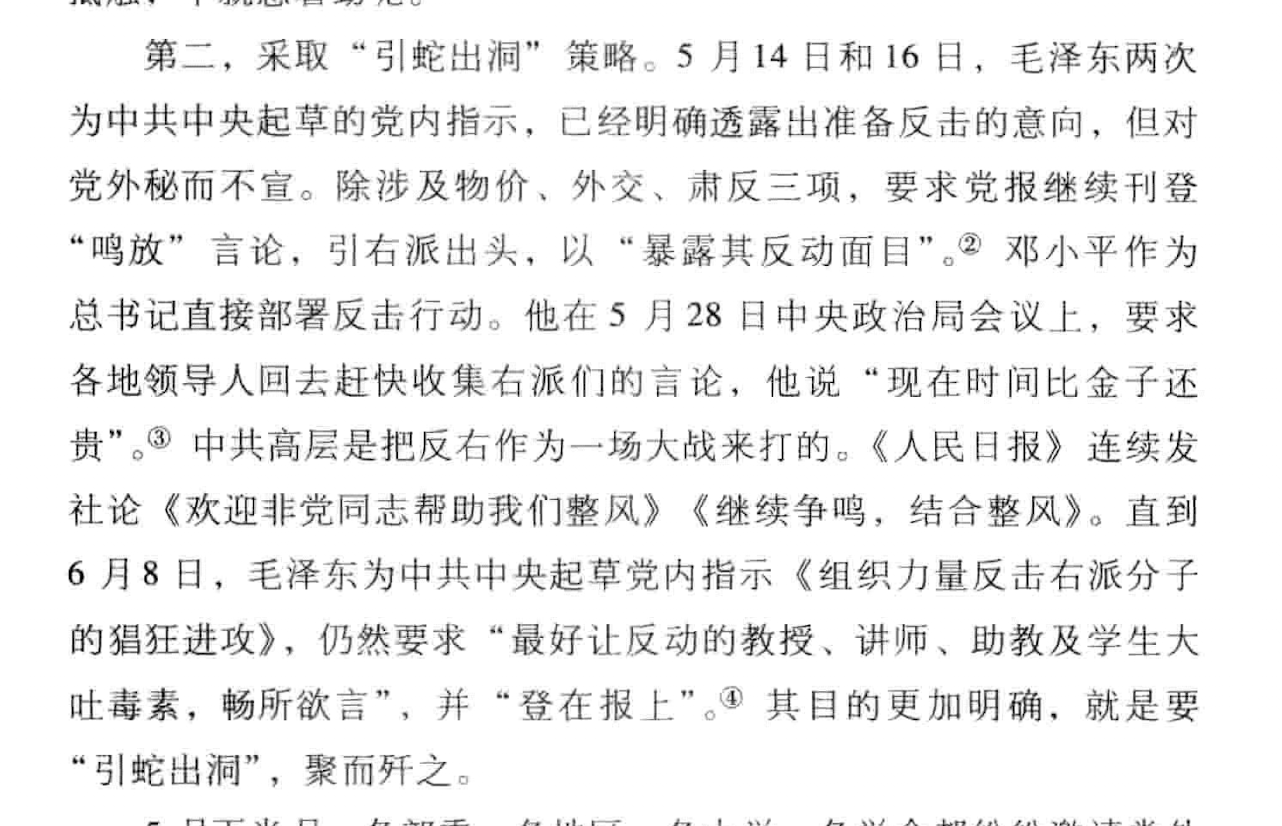 第二，采取“引蛇出洞”策略。5月14日和16日，毛泽东两次
为中共中央起草的党内指示，已经明确透露出准备反击的意向，但对
党外秘而不宣。除涉及物价、外交、肃反三项，要求党报继续刊登
“鸣放”言论，引右派出头，以“暴露其反动面目”。② 邓小平作为
总书记直接部署反击行动。他在5月28日中央政治局会议上，要求
各地领导人回去赶快收集右派们的言论，他说“现在时间比金子还
贵”。③ 中共高层是把反右作为一场大战来打的。《人民日报》连续发
社论《欢迎非党同志帮助我们整风》《继续争鸣，结合整风》。直到
6月8日，毛泽东为中共中央起草党内指示《组织力量反击右派分子
的猖狂进攻》，仍然要求“最好让反动的教授、讲师、助教及学生大
吐毒素，畅所欲言”，并“登在报上”。④ 其目的更加明确，就是要
“引蛇出洞”，聚而歼之。